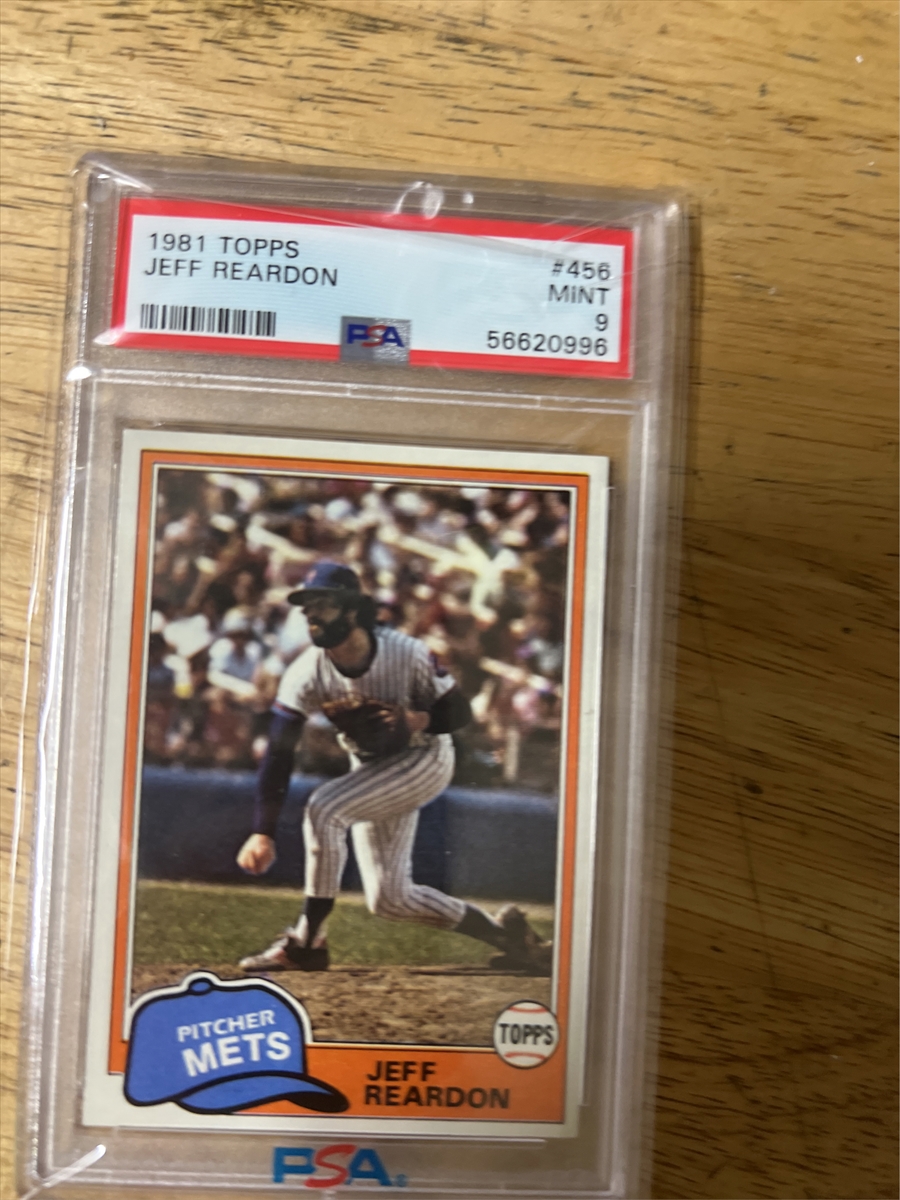 1981 TOPPS
JEFF REARDON
#456
MINT
9
56620996
PSA
PITCHER
METS
TOPPS
JEFF
REARDON
PSA®